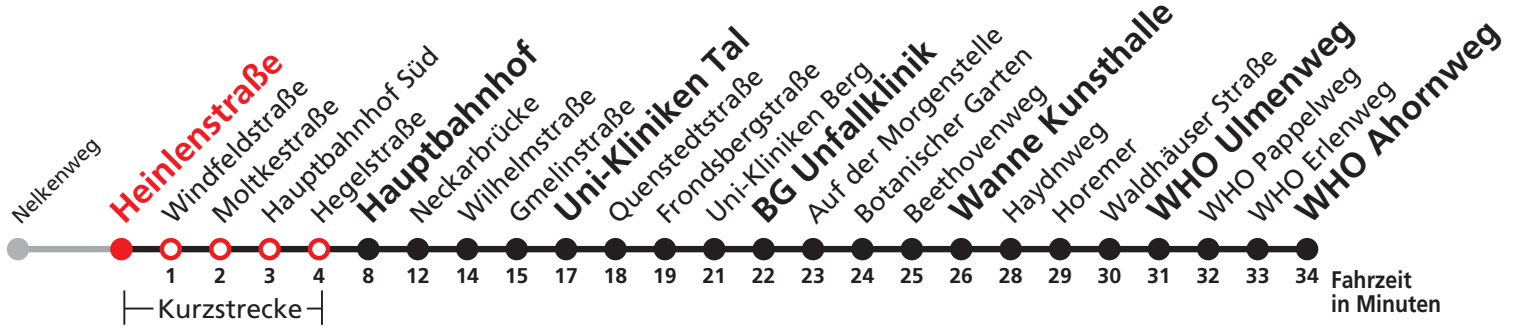 Nelkenweg
Heinlenstraße
Windfeldstraße
Moltkestraße
Hauptbahnhof Süd
Hegelstraße
Hauptbahnhof
Neckarbrücke
Wilhelmstraße
Gmelinstraße
Uni-Kliniken Tal
Quenstedtstraße
Frondsbergstraße
Uni-Kliniken Berg
BG Unfallklinik
Auf der Morgenstelle
Botanischer Garten
Beethovenweg
Wanne Kunsthalle
Haydnweg
Horemer
Waldhäuser Straße
WHO Ulmenweg
WHO Pappelweg
WHO Erlenweg
WHO Ahornweg
1 2 3 4 8 12 14 15 17 18 19 21 22 23 24 25 26 28 29 30 31 32 33 34 Fahrzeit
in Minuten
Kurzstrecke